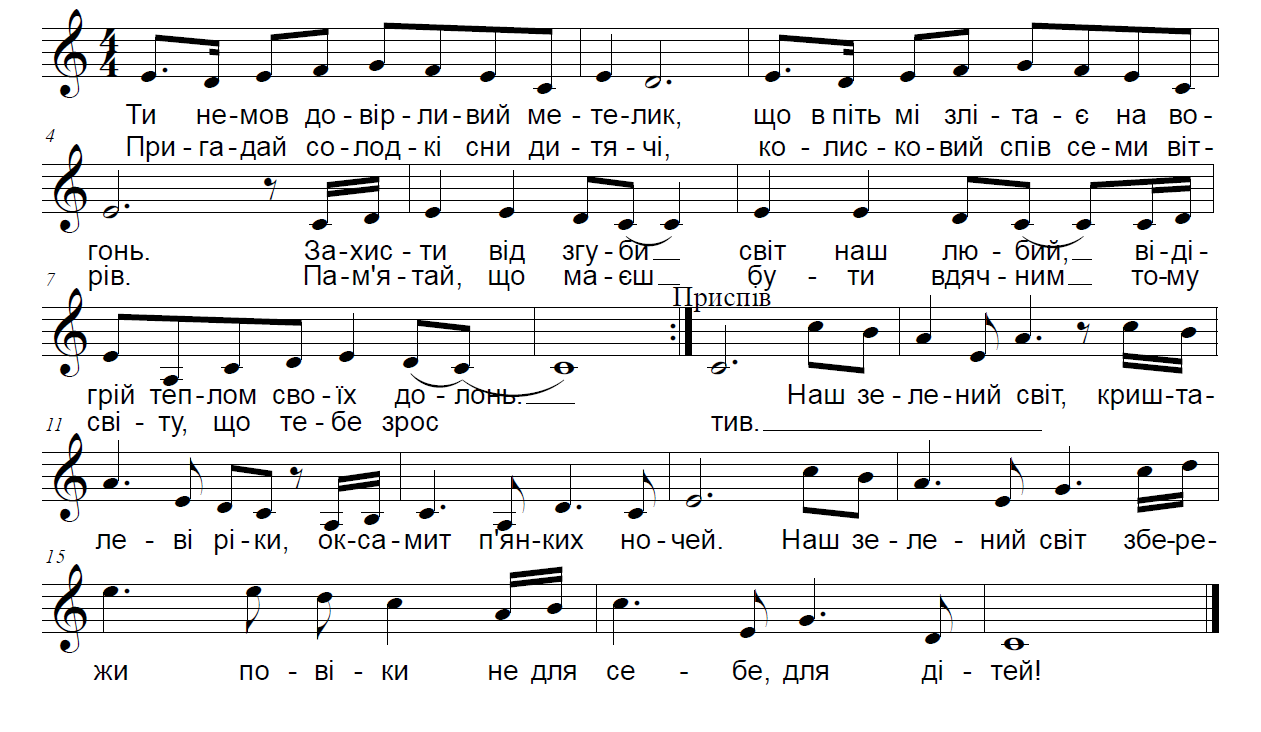 Ти не-мов до-вір-ли-вий ме-те-лик, що в піть мі злі-та-є на во-
При-га-дай со-лод-кі сни ди-тя-чі, ко-лис-ко-вий спів се-ми віт-
4
гонь. За-хис-ти від згу-би__ світ наш лю-бий,_ ві-ді-
рів. Па-м'я-тай, що ма-єш__ бу-ти вдяч-ним__ то-му
7
Приспів
грій теп-лом сво-їх до-лонь.____ Наш зе-ле-ний світ, криш-та-
сві-ту, що те-бе зрос тив.____________________
11
ле-ві рі-ки, ок-са-мит п'ян-ких но-чей. Наш зе-ле-ний світ збе-ре-
15
жи по-ві-ки не для се-бе, для ді-тей!